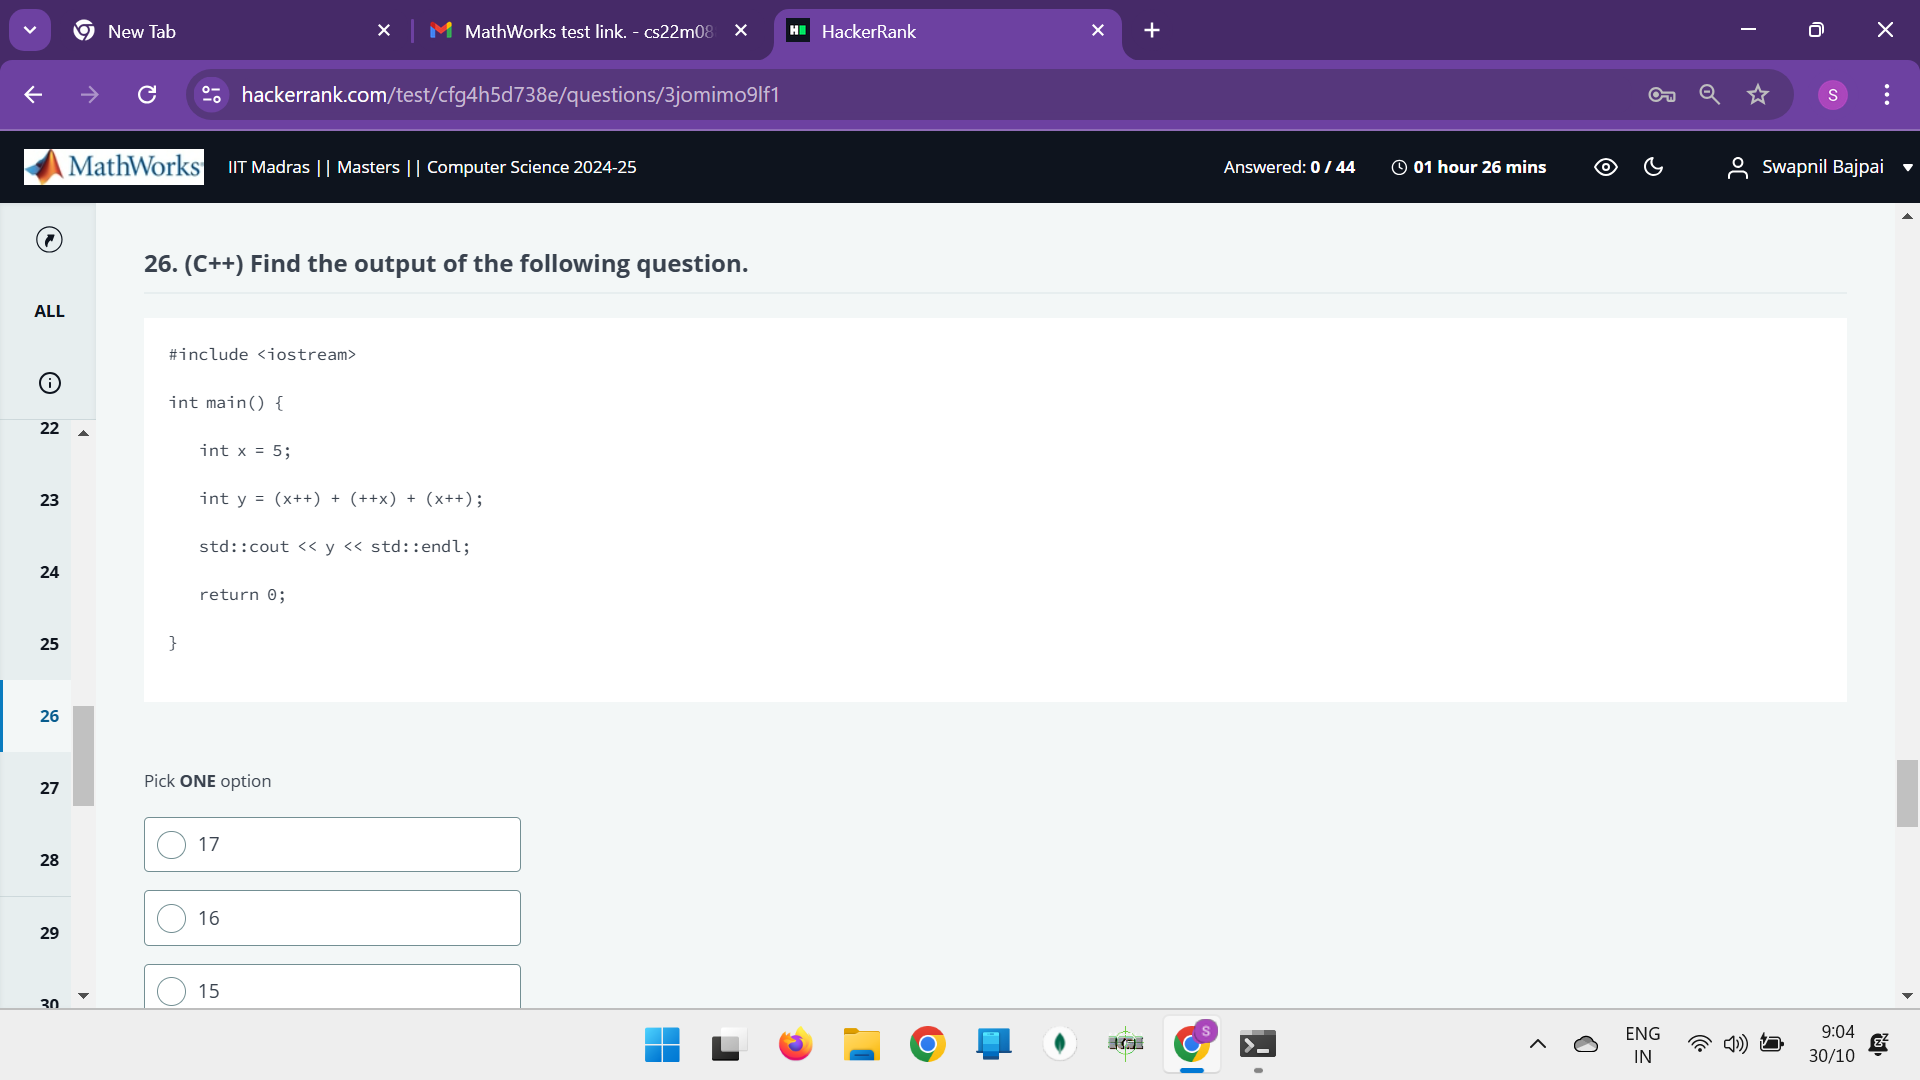 New Tab
MathWorks test link. - cs22m08
HackerRank
hackerrank.com/test/cfg4h5d738e/questions/3jomimo9lf1
S
MathWorks
IIT Madras || Masters || Computer Science 2024-25
Answered: 0 / 44
01 hour 26 mins
Swapnil Bajpai
ALL
22
23
24
25
26
27
28
29
30
26. (C++) Find the output of the following question.
#include <iostream>
int main() {
int x = 5;
int y = (x++) + (++x) + (x++);
std::cout << y << std::endl;
return 0;
}
Pick ONE option
17
16
15
S
ENG
IN
9:04
30/10